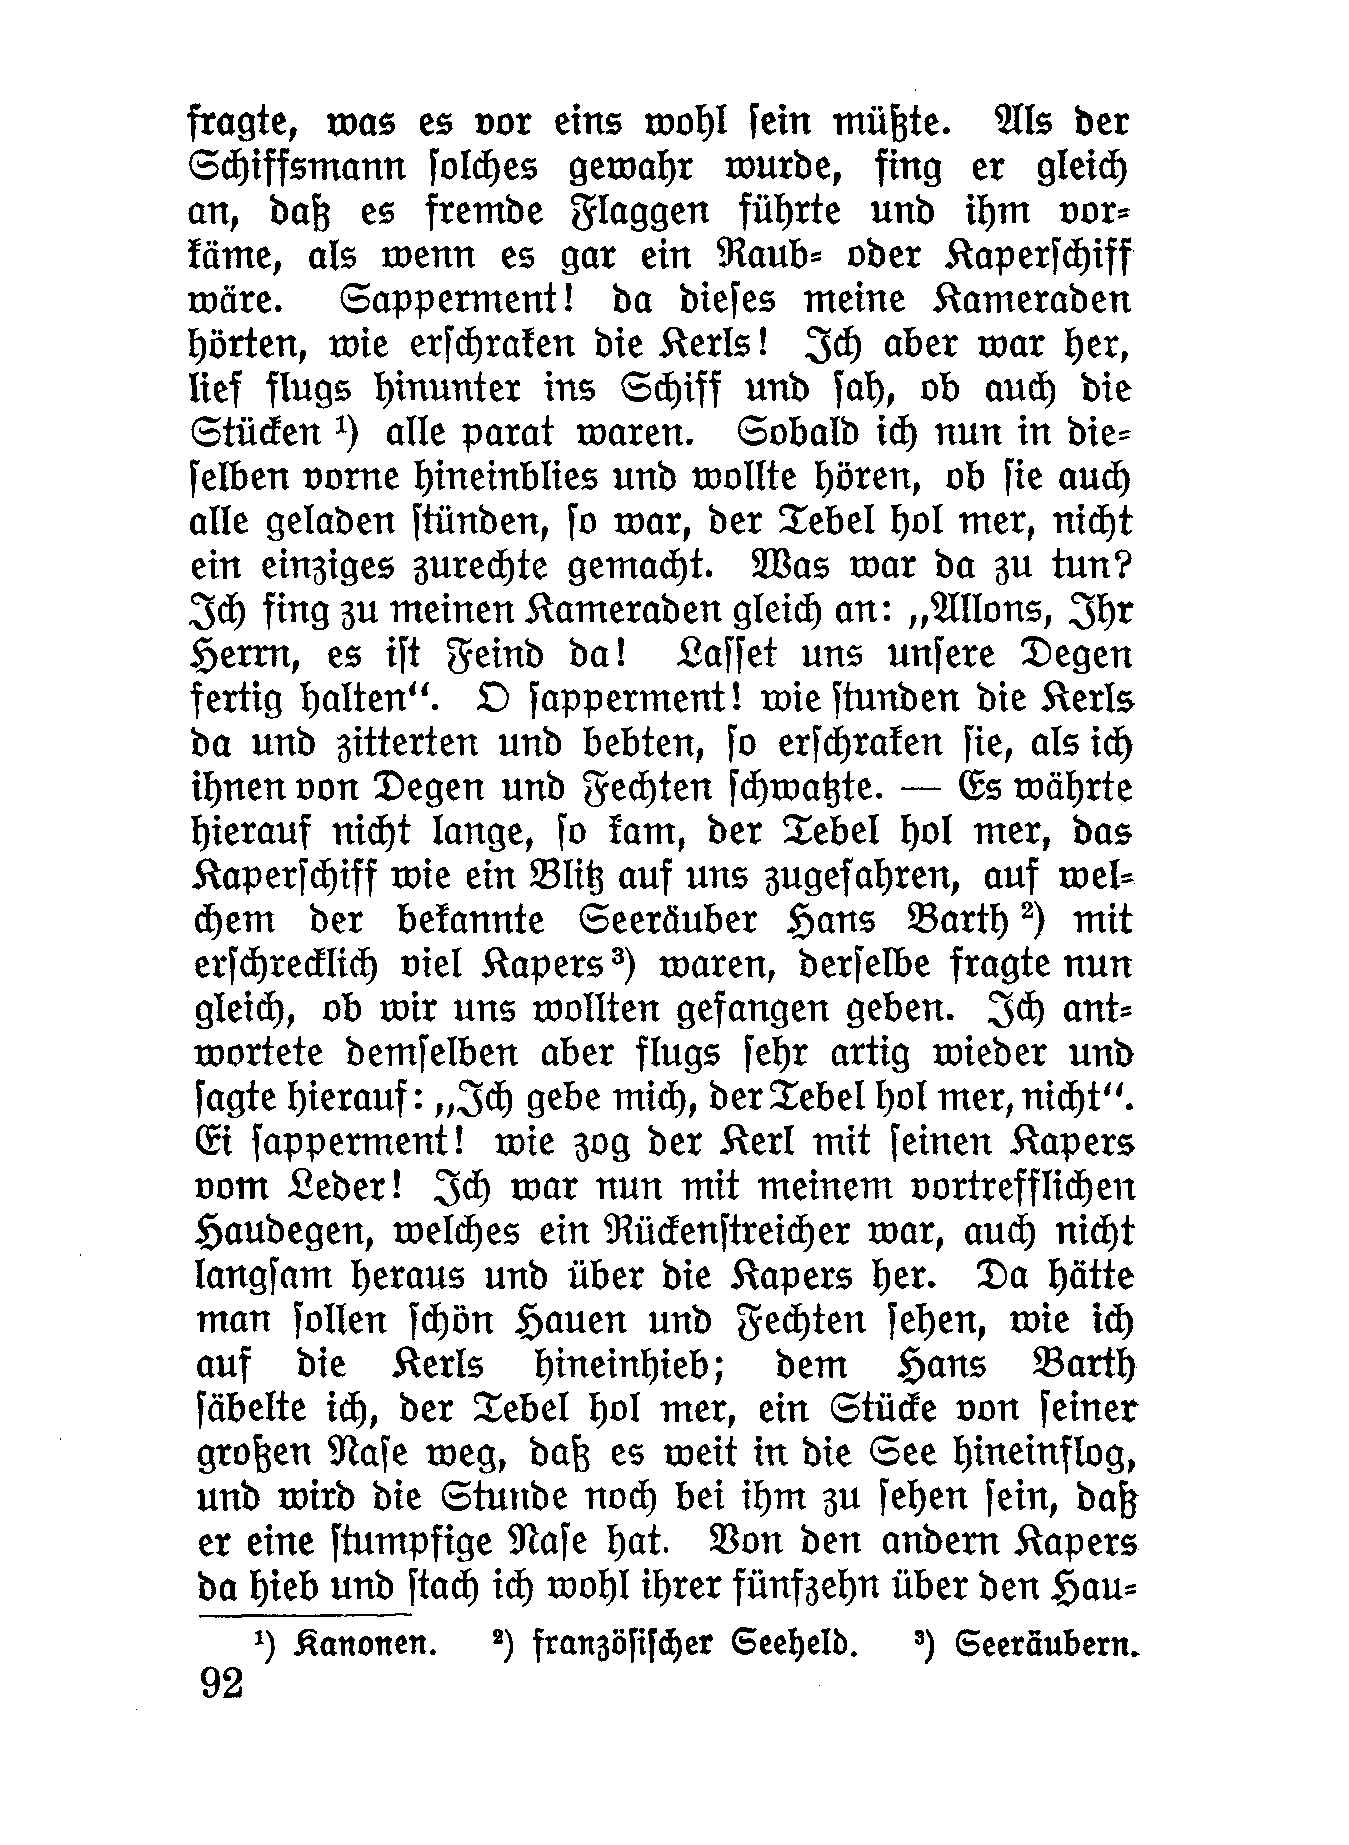 fragte, was es vor eins wohl sein müßte. Als der
Schiffsmann solches gewahr wurde, fing er gleich
an, daß es fremde Flaggen führte und ihm vor-
käme, als wenn es gar ein Raub- oder Kaperschiff
wäre. Sapperment! da dieses meine Kameraden
hörten, wie erschraken die Kerls! Ich aber war her,
lief flugs hinunter ins Schiff und sah, ob auch die
Stücken ¹) alle parat waren. Sobald ich nun in die-
selben vorne hineinblies und wollte hören, ob sie auch
alle geladen stünden, so war, der Tebel hol mer, nicht
ein einziges zurechte gemacht. Was war da zu tun?
Ich fing zu meinen Kameraden gleich an: „Allons, Ihr
Herrn, es ist Feind da! Lasset uns unsere Degen
fertig halten“. O sapperment! wie stunden die Kerls
da und zitterten und bebten, so erschraken sie, als ich
ihnen von Degen und Fechten schwatzte. — Es währte
hierauf nicht lange, so kam, der Tebel hol mer, das
Kaperschiff wie ein Blitz auf uns zugefahren, auf wel-
chem der bekannte Seeräuber Hans Barth ²) mit
erschrecklich viel Kapers ³) waren, derselbe fragte nun
gleich, ob wir uns wollten gefangen geben. Ich ant-
wortete demselben aber flugs sehr artig wieder und
sagte hierauf: „Ich gebe mich, der Tebel hol mer, nicht“.
Ei sapperment! wie zog der Kerl mit seinen Kapers
vom Leder! Ich war nun mit meinem vortrefflichen
Haudegen, welches ein Rückenstreicher war, auch nicht
langsam heraus und über die Kapers her. Da hätte
man sollen schön Hauen und Fechten sehen, wie ich
auf die Kerls hineinhieb; dem Hans Barth
säbelte ich, der Tebel hol mer, ein Stücke von seiner
großen Nase weg, daß es weit in die See hineinflog,
und wird die Stunde noch bei ihm zu sehen sein, daß
er eine stumpfige Nase hat. Von den andern Kapers
da hieb und stach ich wohl ihrer fünfzehn über den Hau-
¹) Kanonen. ²) französischer Seeheld. ³) Seeräubern.
92